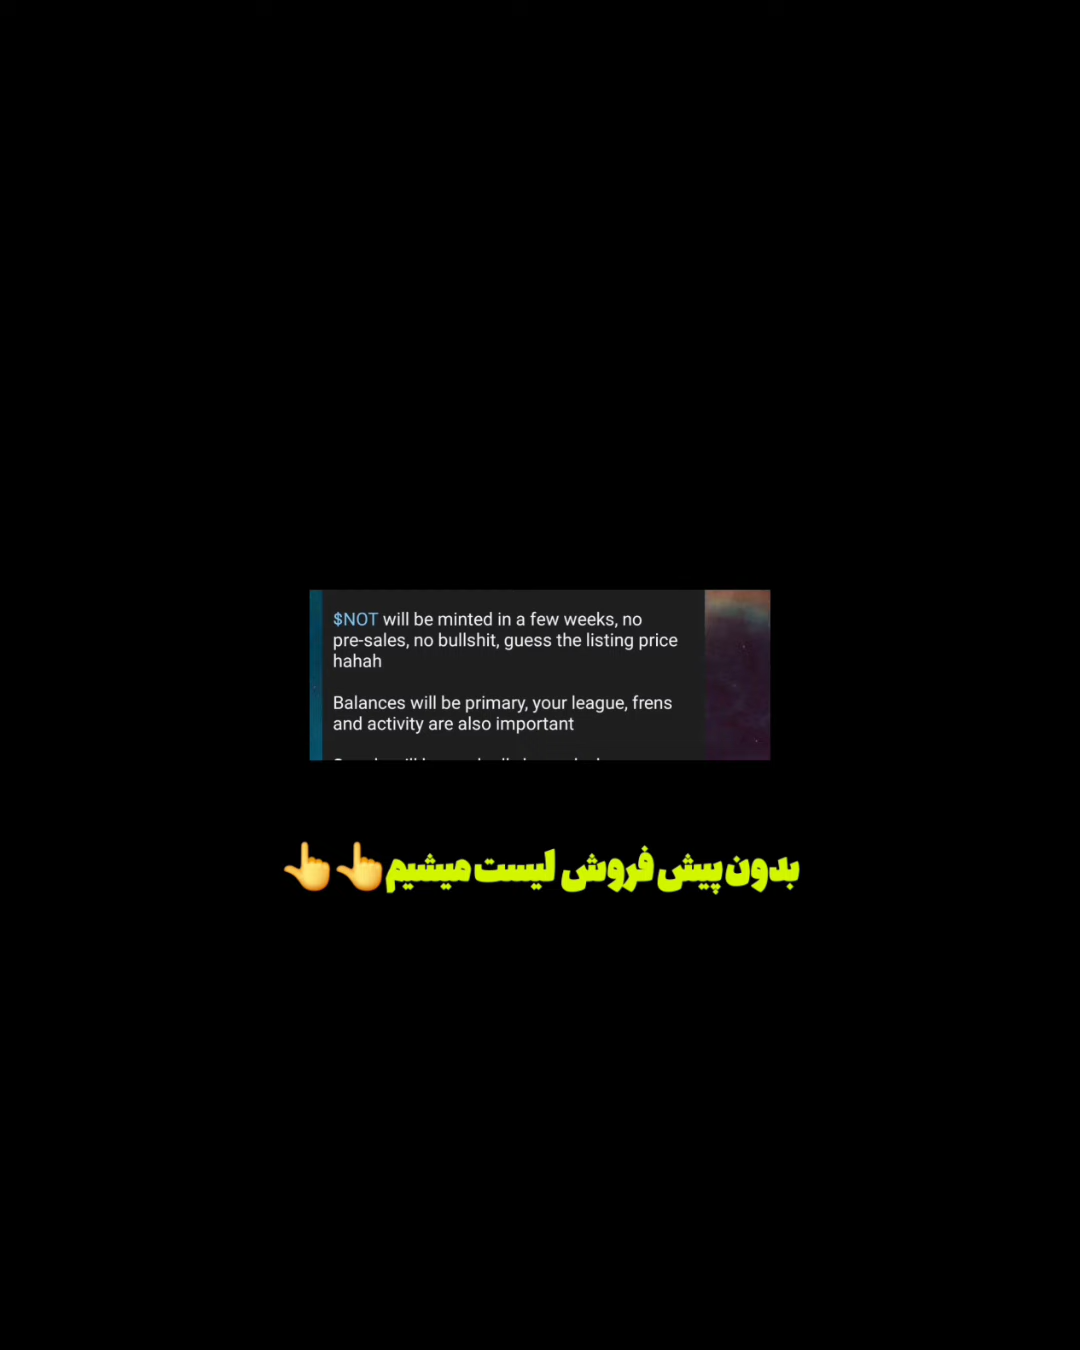 $NOT will be minted in a few weeks, no
pre-sales, no bullshit, guess the listing price
hahah
Balances will be primary, your league, frens
and activity are also important
بدون پیش فروش لیست میشیم👆👆